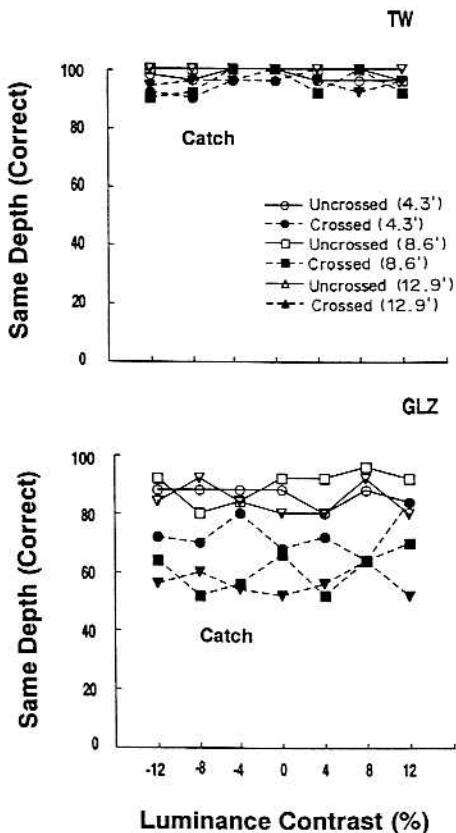 TW
Same Depth (Correct)
100
80
60
40
20
0
Catch
Uncrossed (4.3')
Crossed (4.3')
Uncrossed (8.6')
Crossed (8.6')
Uncrossed (12.9')
Crossed (12.9')
GLZ
Same Depth (Correct)
100
80
60
40
20
0
Catch
-12 -8 -4 0 4 8 12
Luminance Contrast (%)